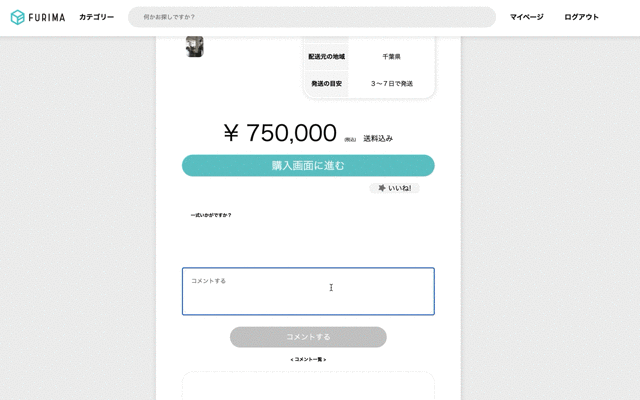 FURIMA
カテゴリー
何かお探しですか？
マイページ
ログアウト
配送元の地域
千葉県
発送の目安
３〜７日で発送
¥ 750,000 (税込) 送料込み
購入画面に進む
いいね!
一式いかがですか？
コメントする
コメントする
< コメント一覧 >